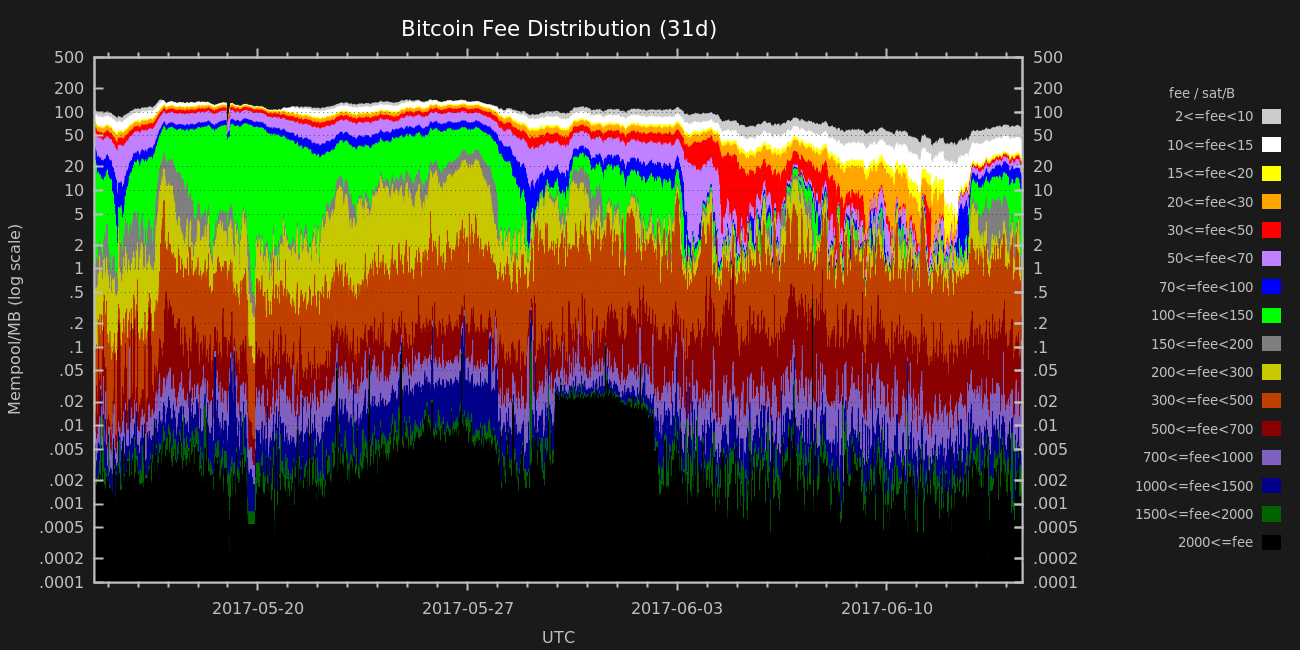 Bitcoin Fee Distribution (31d)
500
200
100
50
20
10
5
2
1
.5
.2
.1
.05
.02
.01
.005
.002
.001
.0005
.0002
.0001
Mempool/MB (log scale)
500
200
100
50
20
10
5
2
1
.5
.2
.1
.05
.02
.01
.005
.002
.001
.0005
.0002
.0001
2017-05-20
2017-05-27
2017-06-03
2017-06-10
UTC
fee / sat/B
2<=fee<10
10<=fee<15
15<=fee<20
20<=fee<30
30<=fee<50
50<=fee<70
70<=fee<100
100<=fee<150
150<=fee<200
200<=fee<300
300<=fee<500
500<=fee<700
700<=fee<1000
1000<=fee<1500
1500<=fee<2000
2000<=fee